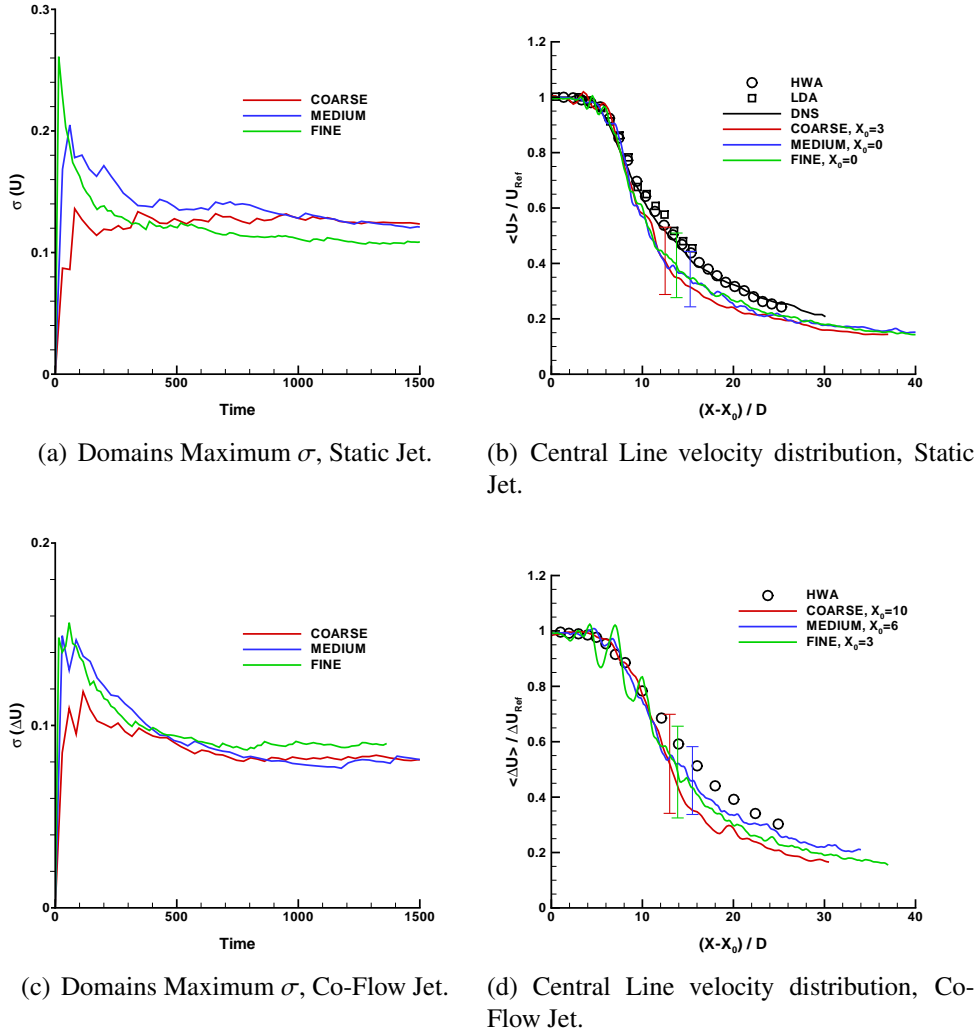 0.3
0.2
0.1
0
σ (U)
COARSE
MEDIUM
FINE
0 500 1000 1500
Time
(a) Domains Maximum σ, Static Jet.
1.2
1
0.8
0.6
0.4
0.2
0
<U> / U_Ref
HWA
LDA
DNS
COARSE, X₀=3
MEDIUM, X₀=0
FINE, X₀=0
0 10 20 30 40
(X-X₀) / D
(b) Central Line velocity distribution, Static
Jet.
0.2
0.1
0
σ (ΔU)
COARSE
MEDIUM
FINE
0 500 1000 1500
Time
(c) Domains Maximum σ, Co-Flow Jet.
1.2
1
0.8
0.6
0.4
0.2
0
<ΔU> / ΔU_Ref
HWA
COARSE, X₀=10
MEDIUM, X₀=6
FINE, X₀=3
0 10 20 30 40
(X-X₀) / D
(d) Central Line velocity distribution, Co-
Flow Jet.